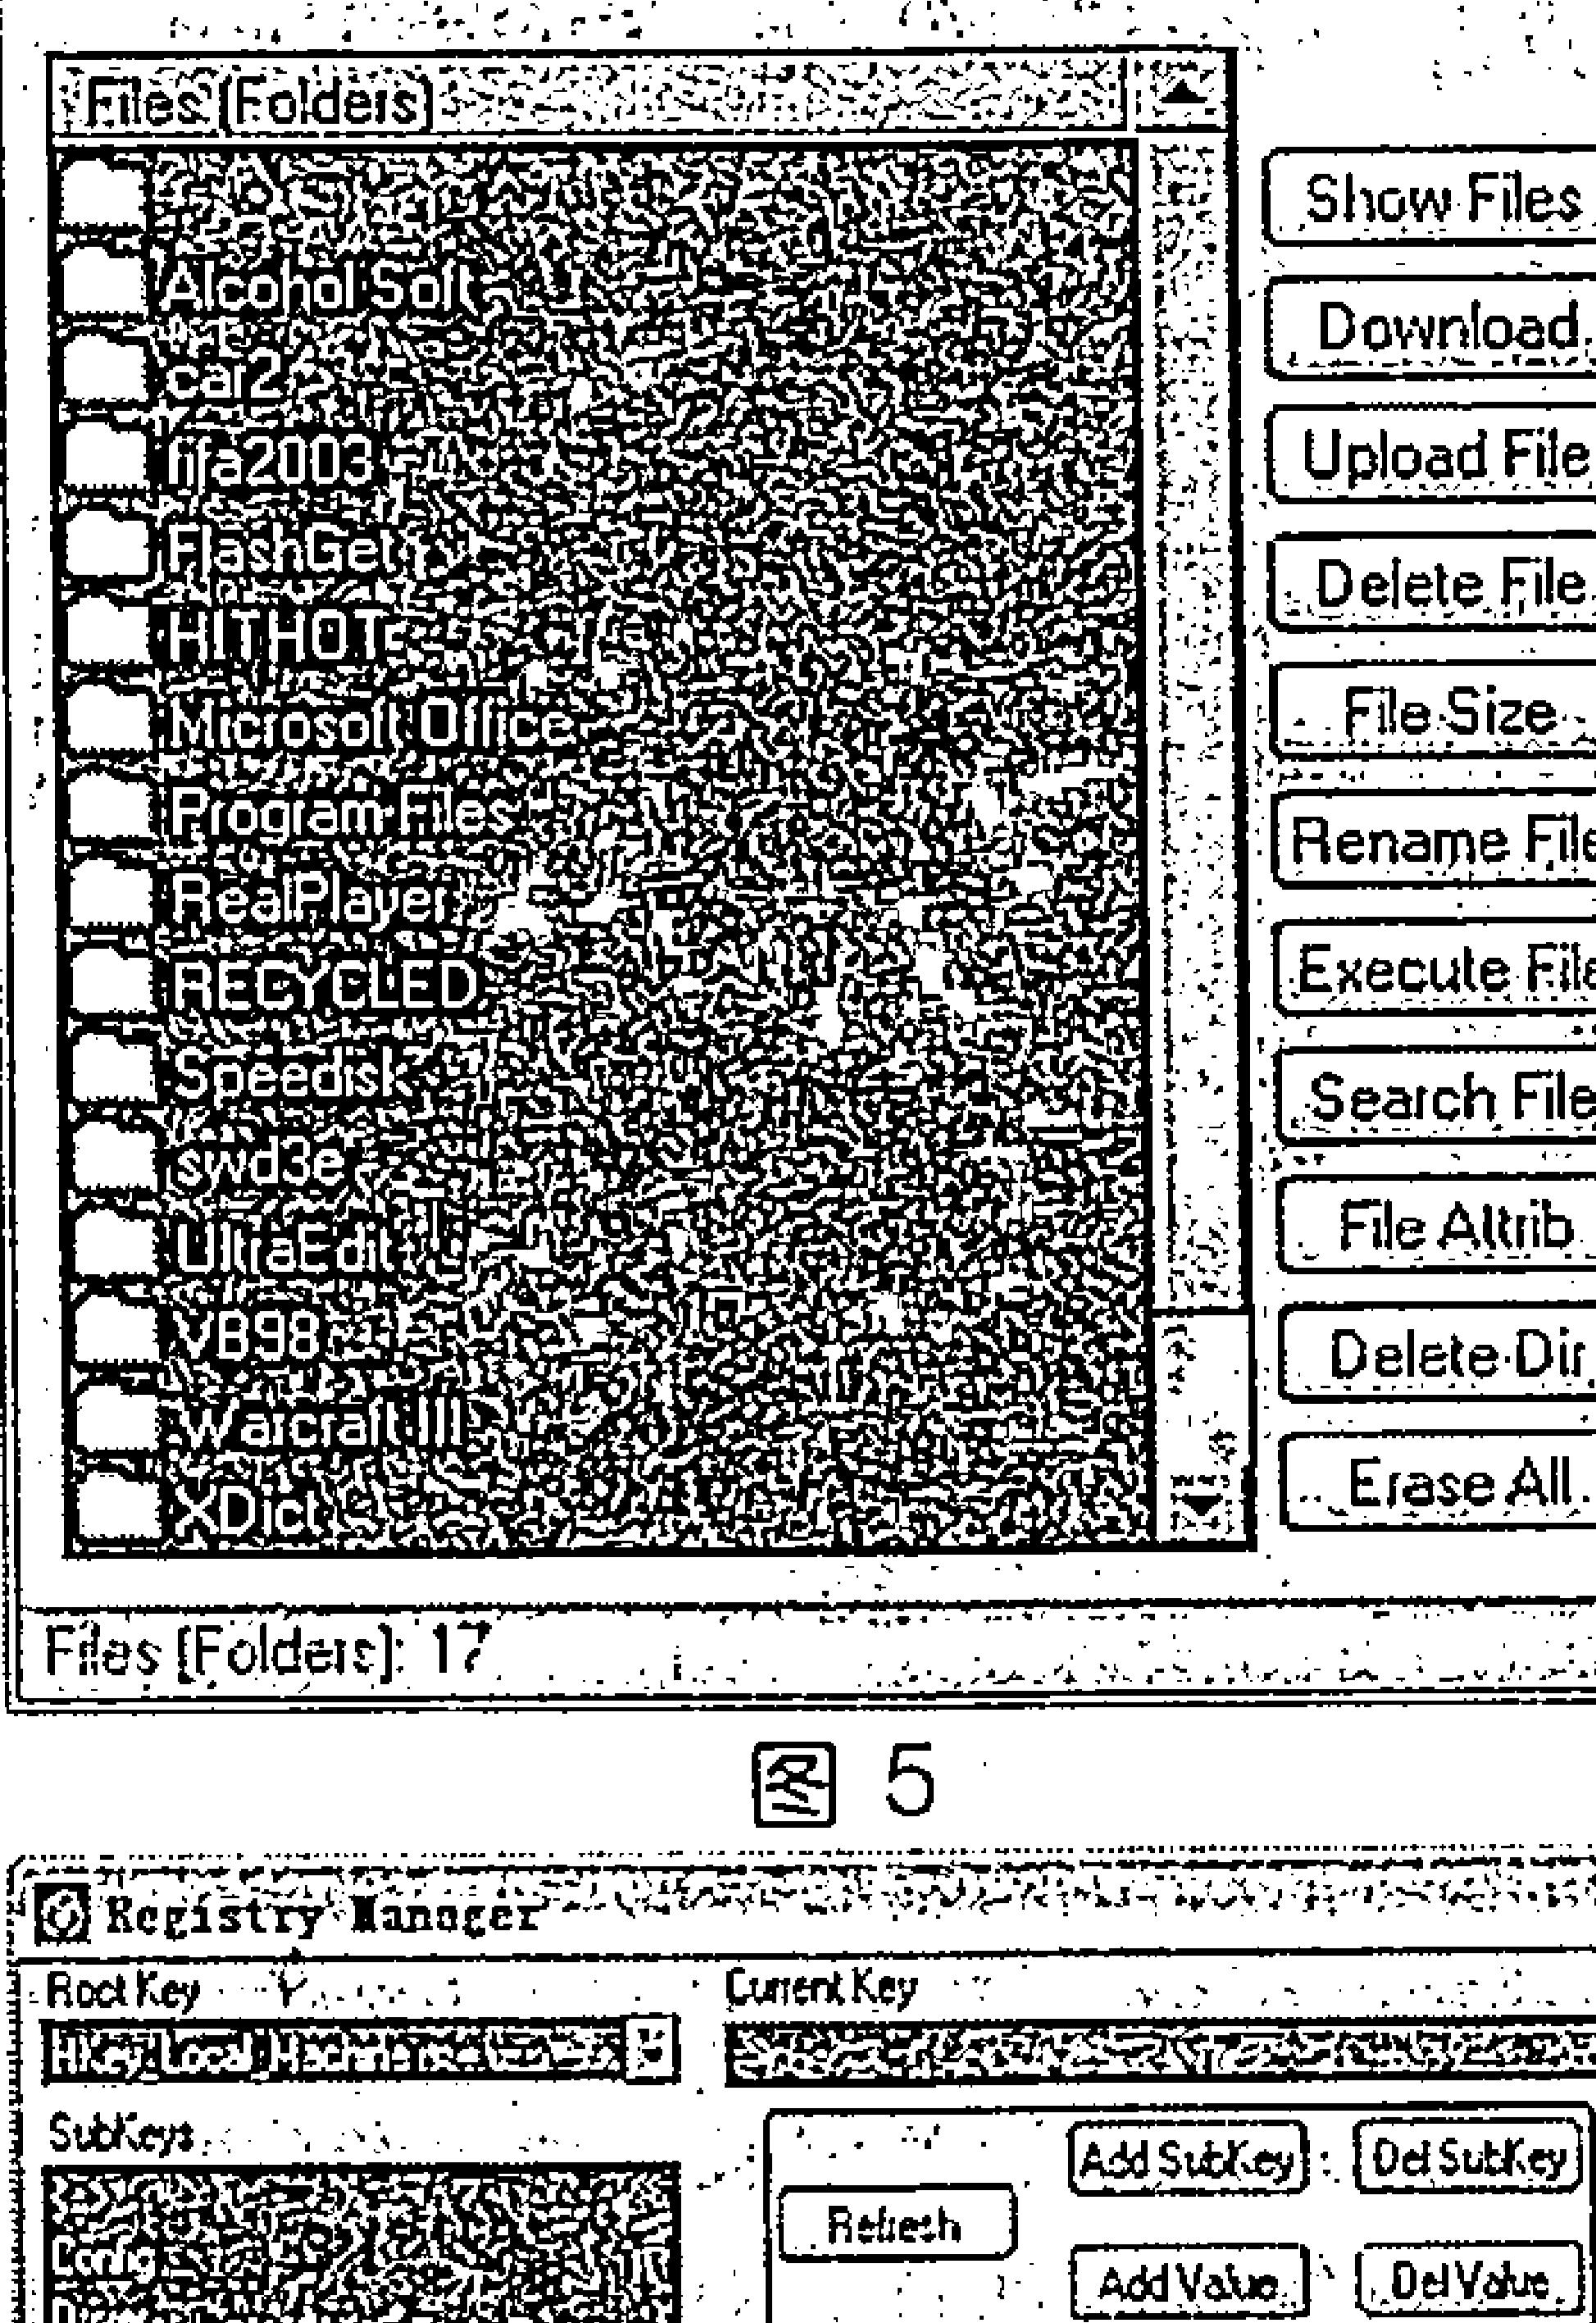 Files (Folders)
Alcohol Soft
car2
fifa2003
FlashGet
HITHOT
Microsoft Office
Program Files
RealPlayer
RECYCLED
Speedisk
swd3e
UltraEdit
VB98
Warcraft III
XDict
Show Files
Download
Upload File
Delete File
File Size
Rename File
Execute File
Search File
File Attrib
Delete Dir
Erase All
Files (Folders): 17
图 5
Registry Manager
Root Key
Current Key
HKey_Local_Machine
SubKeys
Add SubKey
Del SubKey
Refresh
Config
Add Value
Del Value